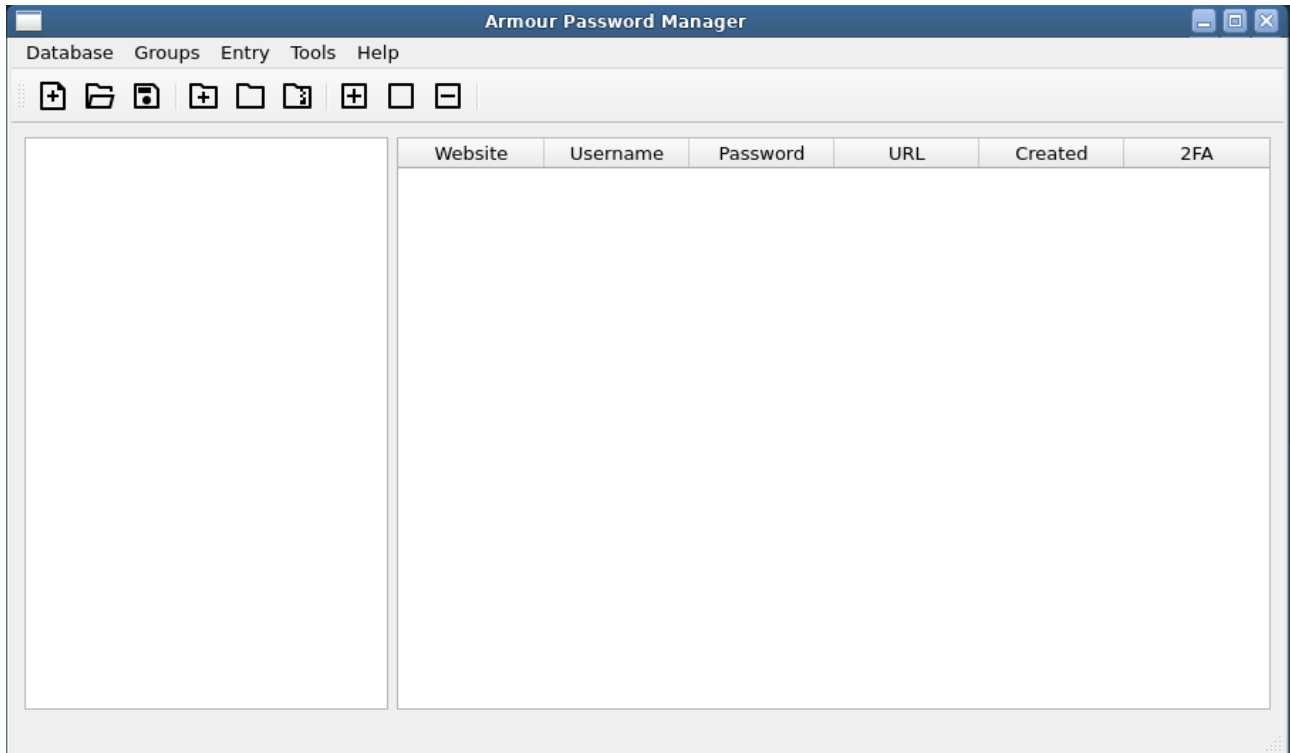 Armour Password Manager
Database Groups Entry Tools Help
Website Username Password URL Created 2FA